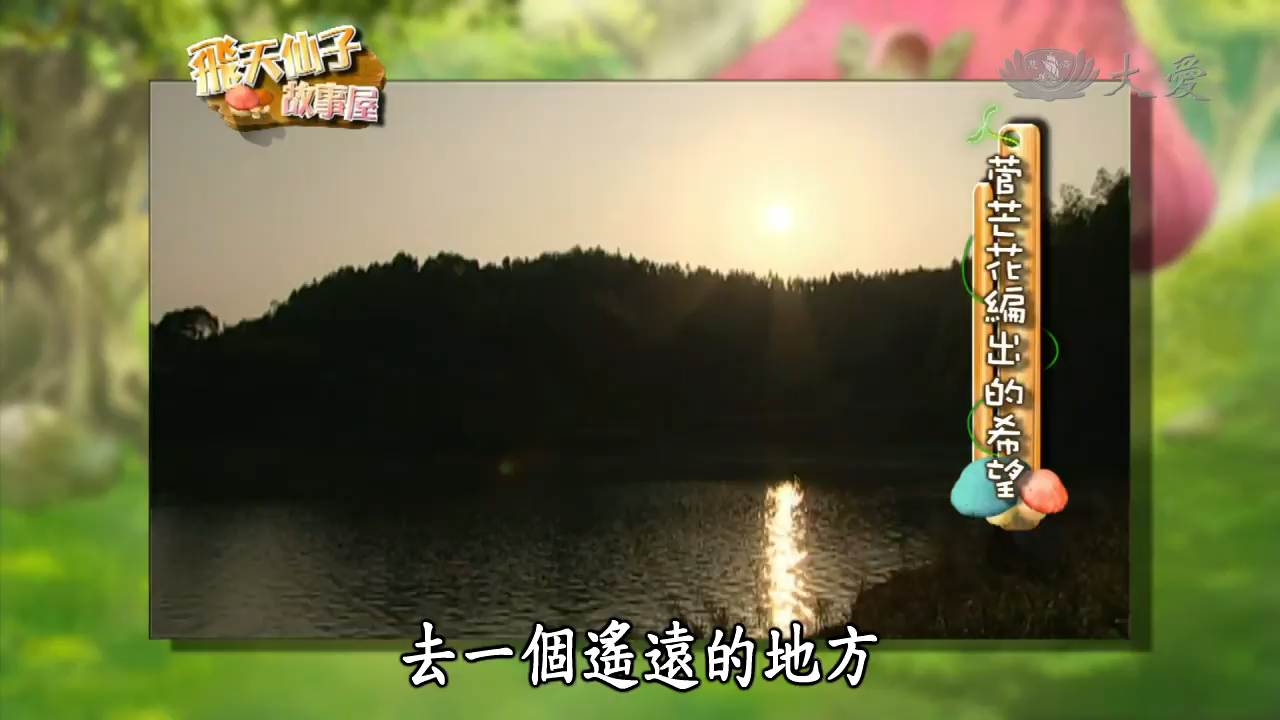 飛天仙子
故事屋
大愛
菅芒花編出的希望
去一個遙遠的地方